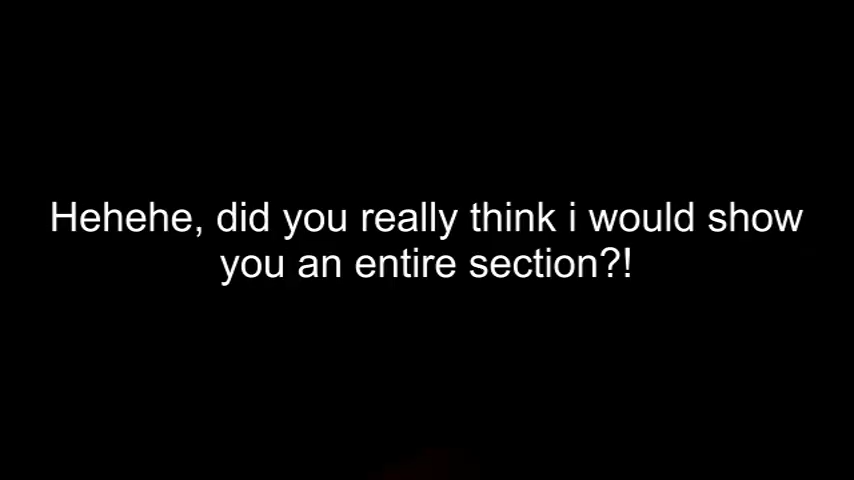 Hehehe, did you really think i would show
you an entire section?!